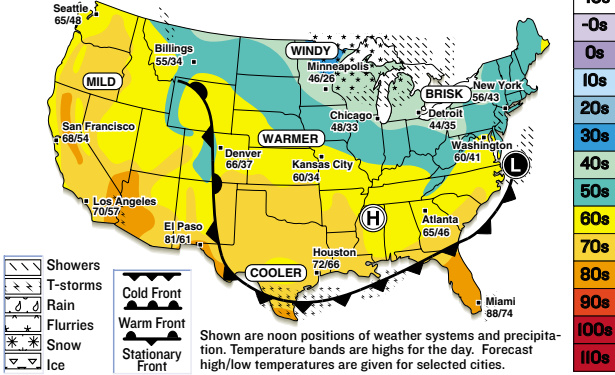 Seattle
65/48
Billings
55/34
WINDY
Minneapolis
46/26
MILD
BRISK
New York
56/43
Chicago
48/33
Detroit
44/35
San Francisco
68/54
WARMER
Denver
66/37
Kansas City
60/34
Washington
60/41
L
Los Angeles
70/57
H
Atlanta
65/46
El Paso
81/61
Houston
72/66
COOLER
Miami
88/74
Showers
T-storms
Rain
Flurries
Snow
Ice
Cold Front
Warm Front
Stationary
Front
Shown are noon positions of weather systems and precipita-
tion. Temperature bands are highs for the day. Forecast
high/low temperatures are given for selected cities.
-0s
0s
10s
20s
30s
40s
50s
60s
70s
80s
90s
100s
110s